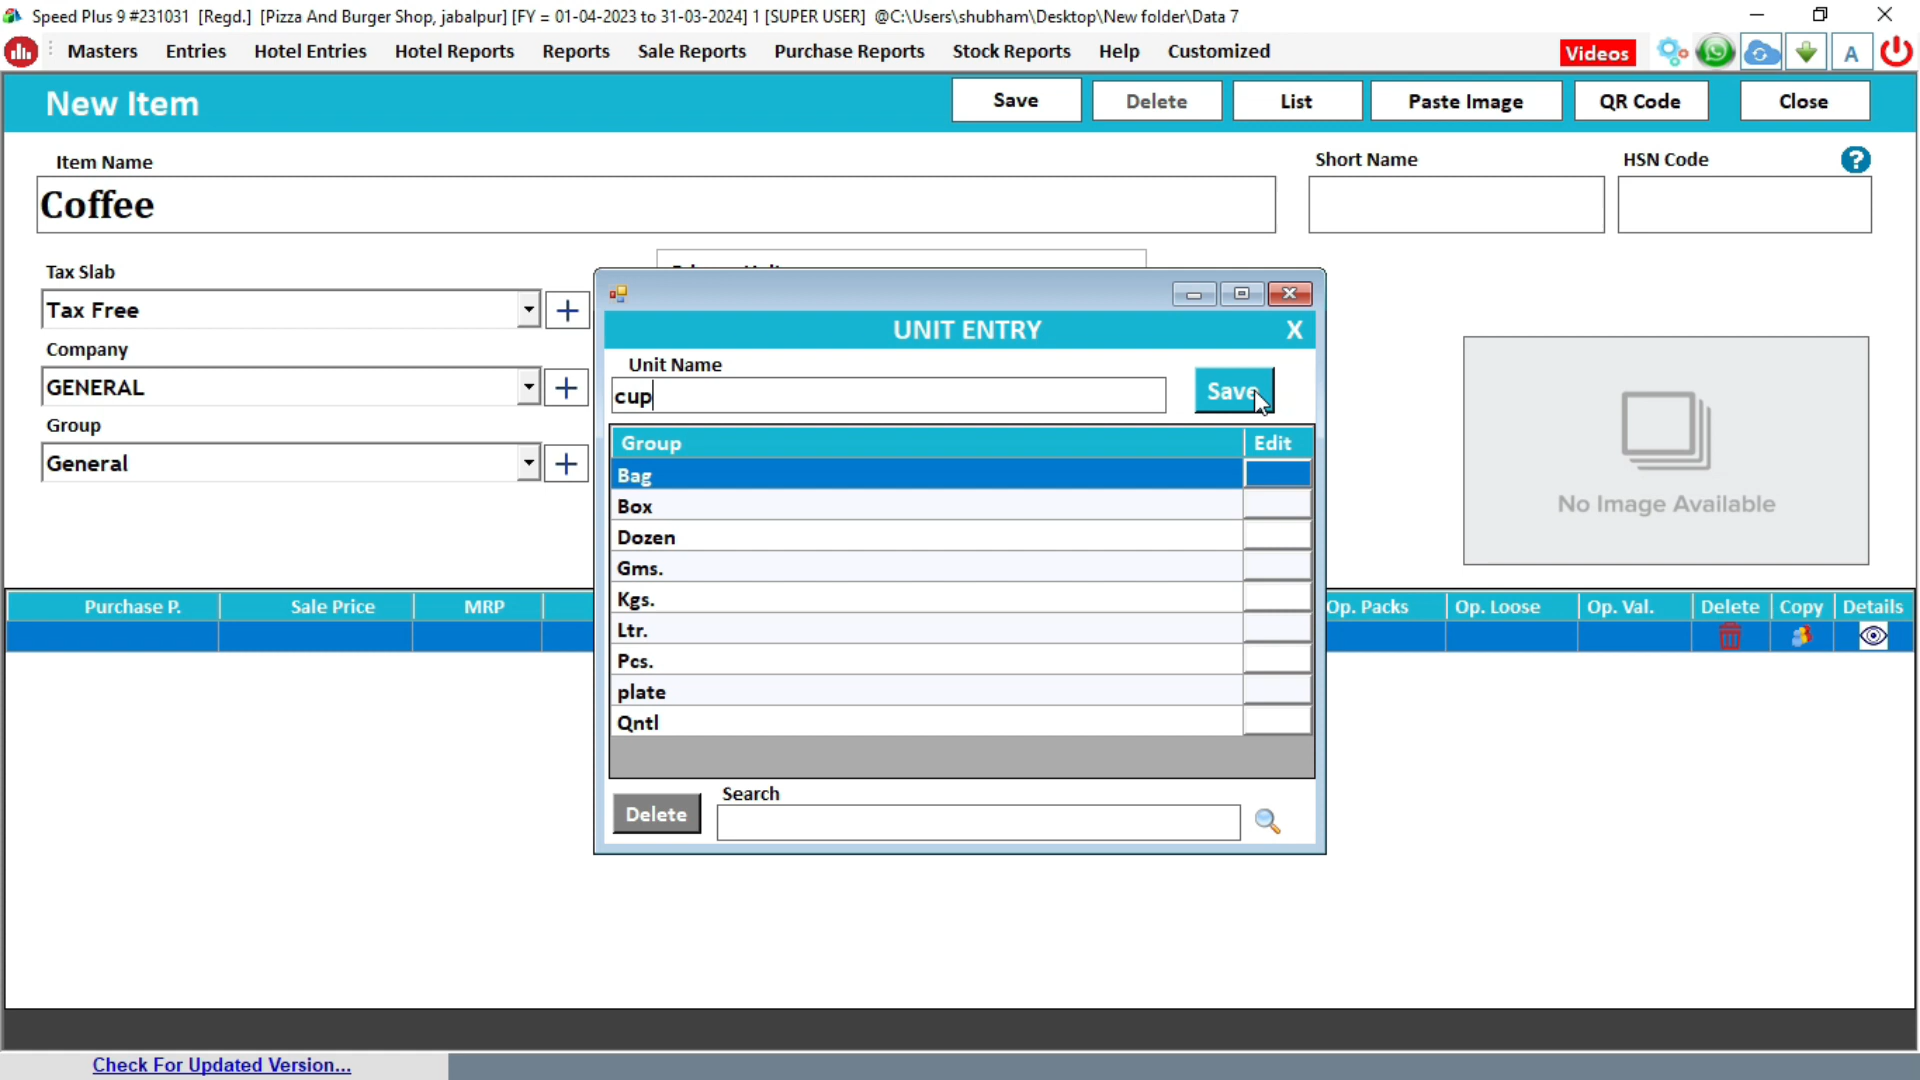 Speed Plus 9 #231031 [Regd.] [Pizza And Burger Shop, jabalpur] [FY = 01-04-2023 to 31-03-2024] 1 [SUPER USER] @C:\Users\shubham\Desktop\New folder\Data 7
Masters Entries Hotel Entries Hotel Reports Reports Sale Reports Purchase Reports Stock Reports Help Customized Videos A
New Item Save Delete List Paste Image QR Code Close
Item Name Short Name HSN Code ?
Coffee
Tax Slab
Tax Free
Company
GENERAL
Group
General
UNIT ENTRY X
Unit Name
cup Save
Group Edit
Bag
Box
Dozen
Gms.
Kgs.
Ltr.
Pcs.
plate
Qntl
Search
Delete
No Image Available
Purchase P. Sale Price MRP Op. Packs Op. Loose Op. Val. Delete Copy Details
Check For Updated Version...